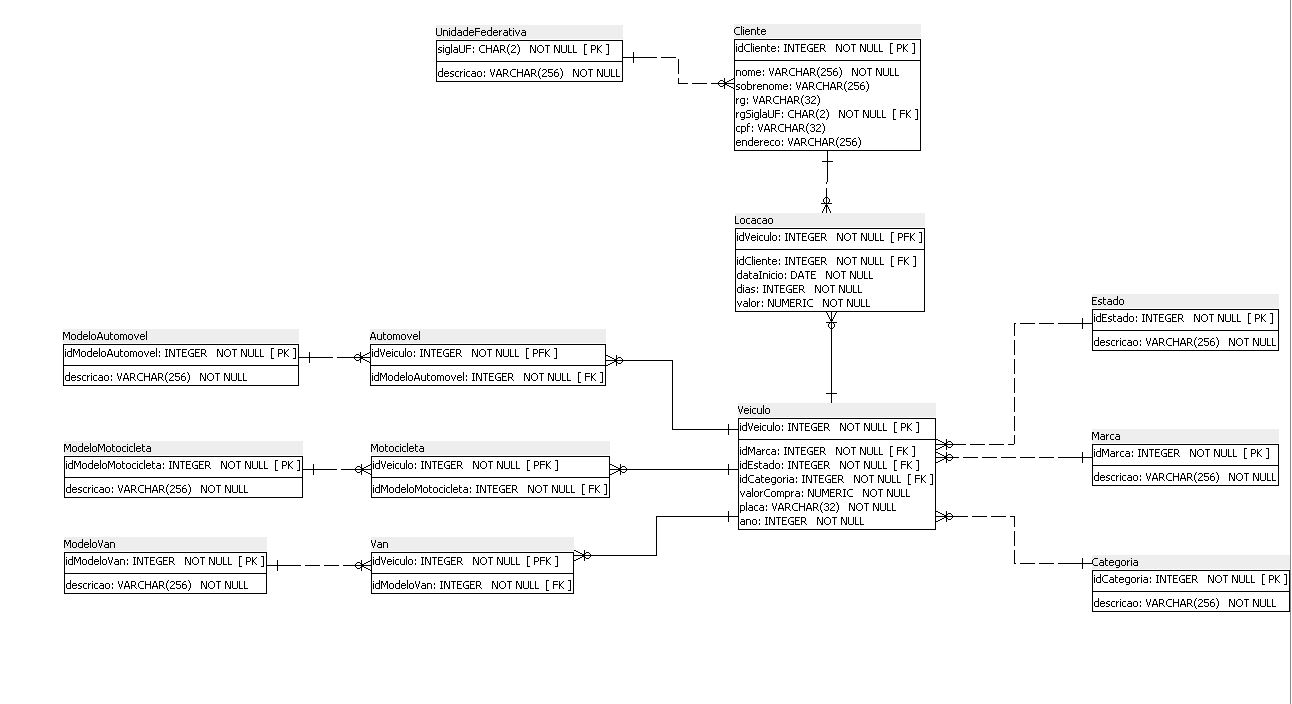 UnidadeFederativa
siglaUF: CHAR(2) NOT NULL [ PK ]
descricao: VARCHAR(256) NOT NULL
Cliente
idCliente: INTEGER NOT NULL [ PK ]
nome: VARCHAR(256) NOT NULL
sobrenome: VARCHAR(256)
rg: VARCHAR(32)
rgSiglaUF: CHAR(2) NOT NULL [ FK ]
cpf: VARCHAR(32)
endereco: VARCHAR(256)
Locacao
idVeiculo: INTEGER NOT NULL [ PFK ]
idCliente: INTEGER NOT NULL [ FK ]
dataInicio: DATE NOT NULL
dias: INTEGER NOT NULL
valor: NUMERIC NOT NULL
ModeloAutomovel
idModeloAutomovel: INTEGER NOT NULL [ PK ]
descricao: VARCHAR(256) NOT NULL
Automovel
idVeiculo: INTEGER NOT NULL [ PFK ]
idModeloAutomovel: INTEGER NOT NULL [ FK ]
Estado
idEstado: INTEGER NOT NULL [ PK ]
descricao: VARCHAR(256) NOT NULL
ModeloMotocicleta
idModeloMotocicleta: INTEGER NOT NULL [ PK ]
descricao: VARCHAR(256) NOT NULL
Motocicleta
idVeiculo: INTEGER NOT NULL [ PFK ]
idModeloMotocicleta: INTEGER NOT NULL [ FK ]
Veiculo
idVeiculo: INTEGER NOT NULL [ PK ]
idMarca: INTEGER NOT NULL [ FK ]
idEstado: INTEGER NOT NULL [ FK ]
idCategoria: INTEGER NOT NULL [ FK ]
valorCompra: NUMERIC NOT NULL
placa: VARCHAR(32) NOT NULL
ano: INTEGER NOT NULL
Marca
idMarca: INTEGER NOT NULL [ PK ]
descricao: VARCHAR(256) NOT NULL
ModeloVan
idModeloVan: INTEGER NOT NULL [ PK ]
descricao: VARCHAR(256) NOT NULL
Van
idVeiculo: INTEGER NOT NULL [ PFK ]
idModeloVan: INTEGER NOT NULL [ FK ]
Categoria
idCategoria: INTEGER NOT NULL [ PK ]
descricao: VARCHAR(256) NOT NULL